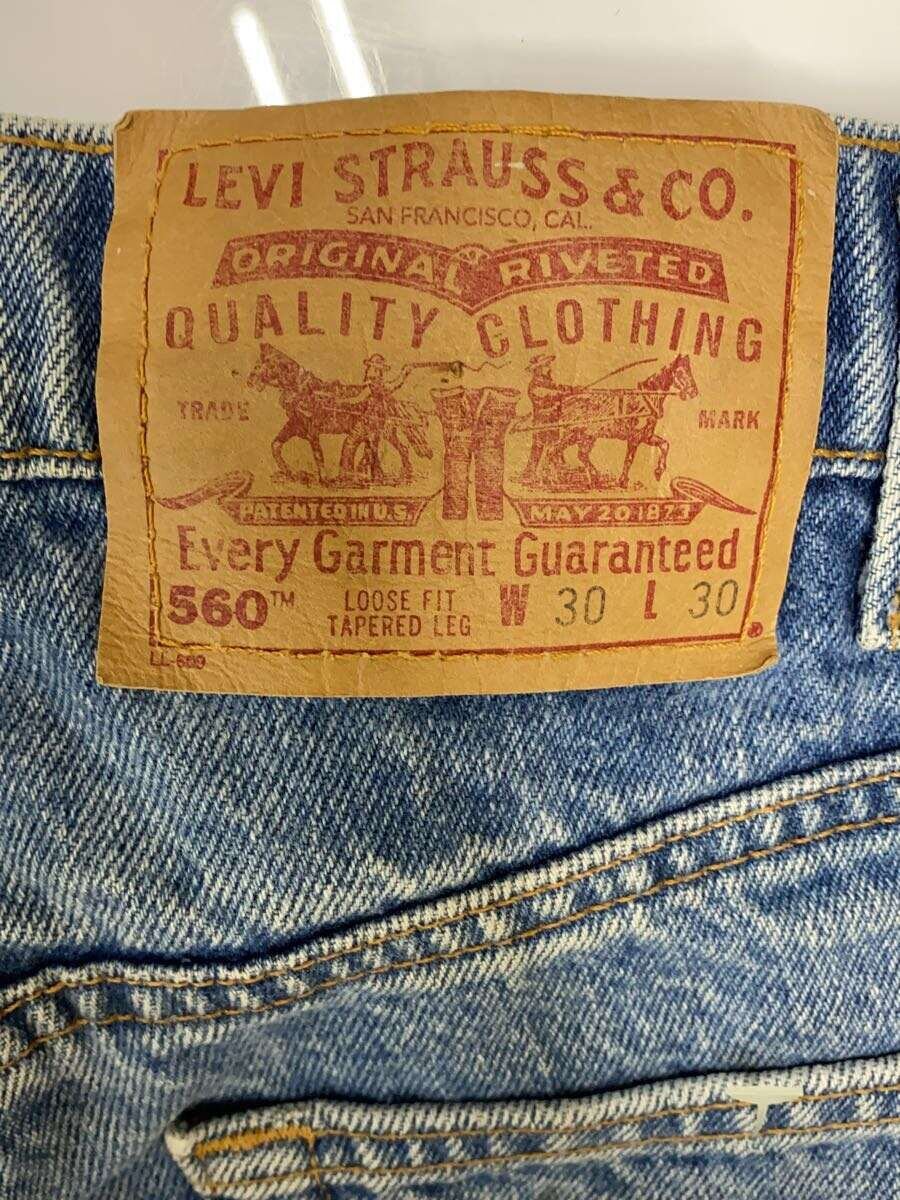 LEVI STRAUSS & CO.
SAN FRANCISCO, CAL.
ORIGINAL RIVETED
QUALITY CLOTHING
TRADE MARK
PATENTED IN U.S. MAY 20 1873
Every Garment Guaranteed
560™ LOOSE FIT TAPERED LEG W 30 L 30
®